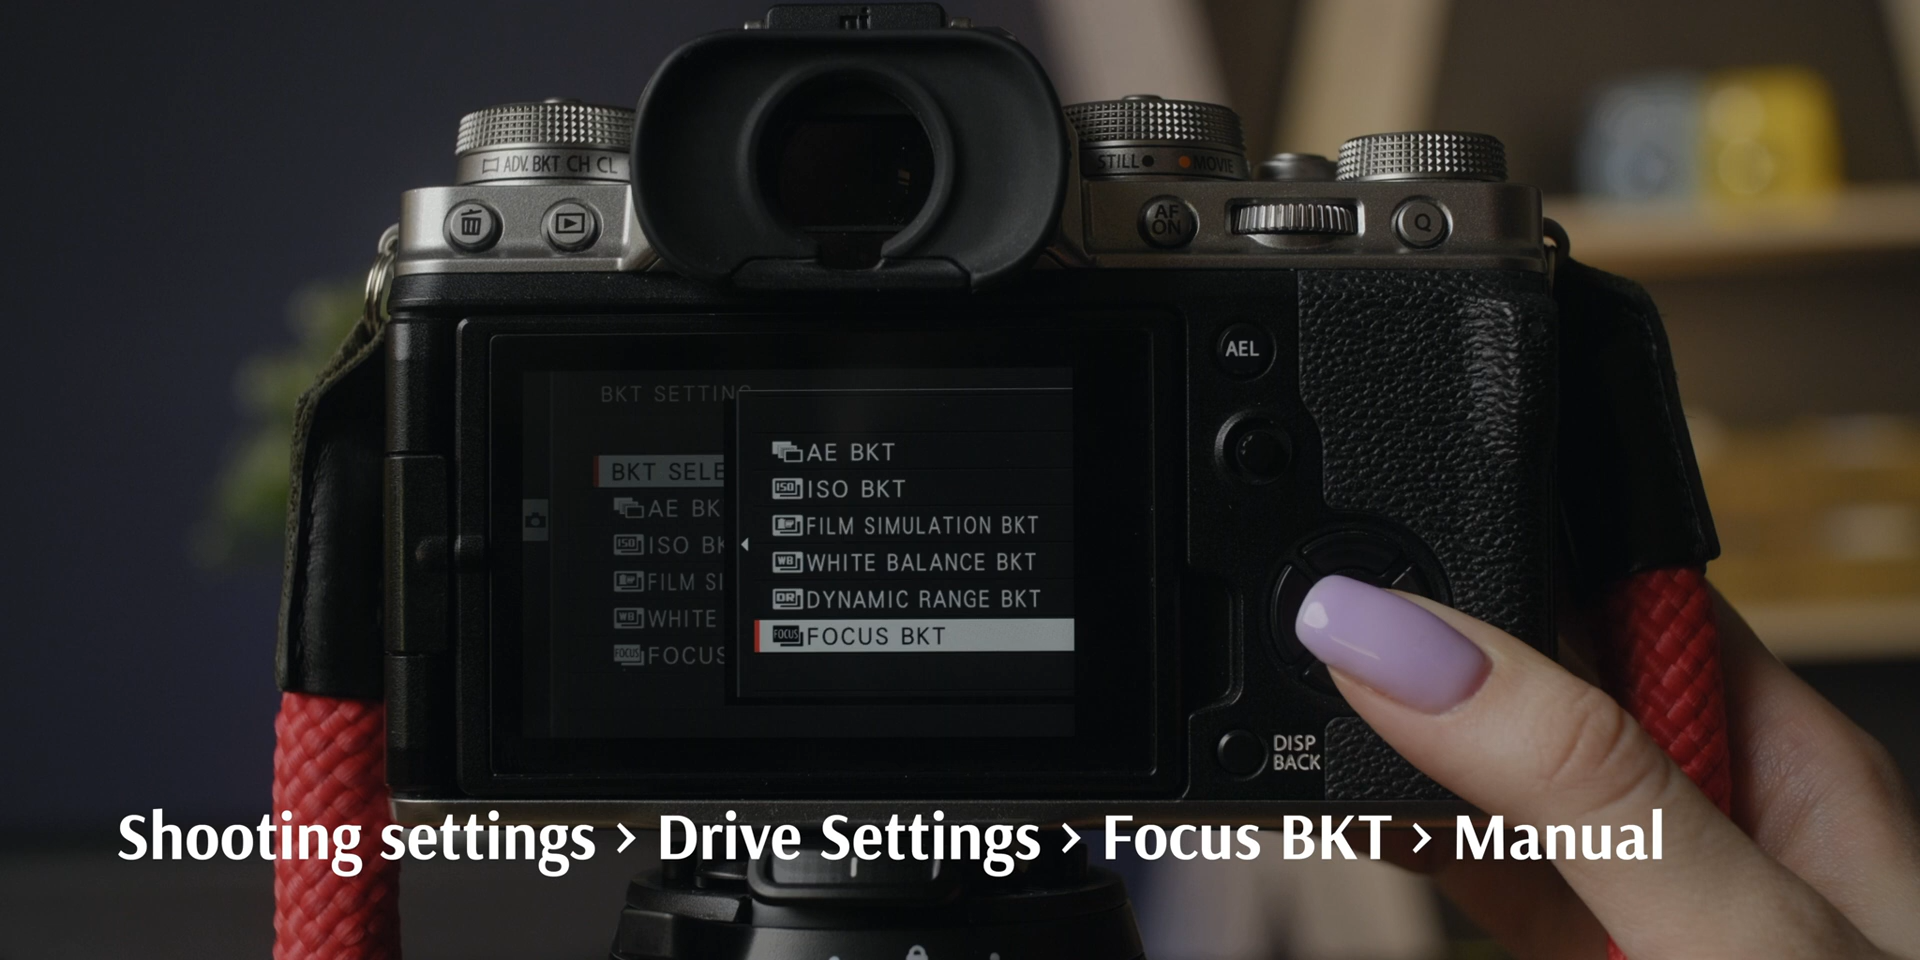 ADV. BKT CH CL
STILL
MOVIE
AF
ON
Q
AEL
BKT SETTING
BKT SELE
AE BK
ISO BK
FILM SI
WHITE
FOCUS
AE BKT
ISO BKT
FILM SIMULATION BKT
WHITE BALANCE BKT
DYNAMIC RANGE BKT
FOCUS BKT
DISP
BACK
Shooting settings > Drive Settings > Focus BKT > Manual